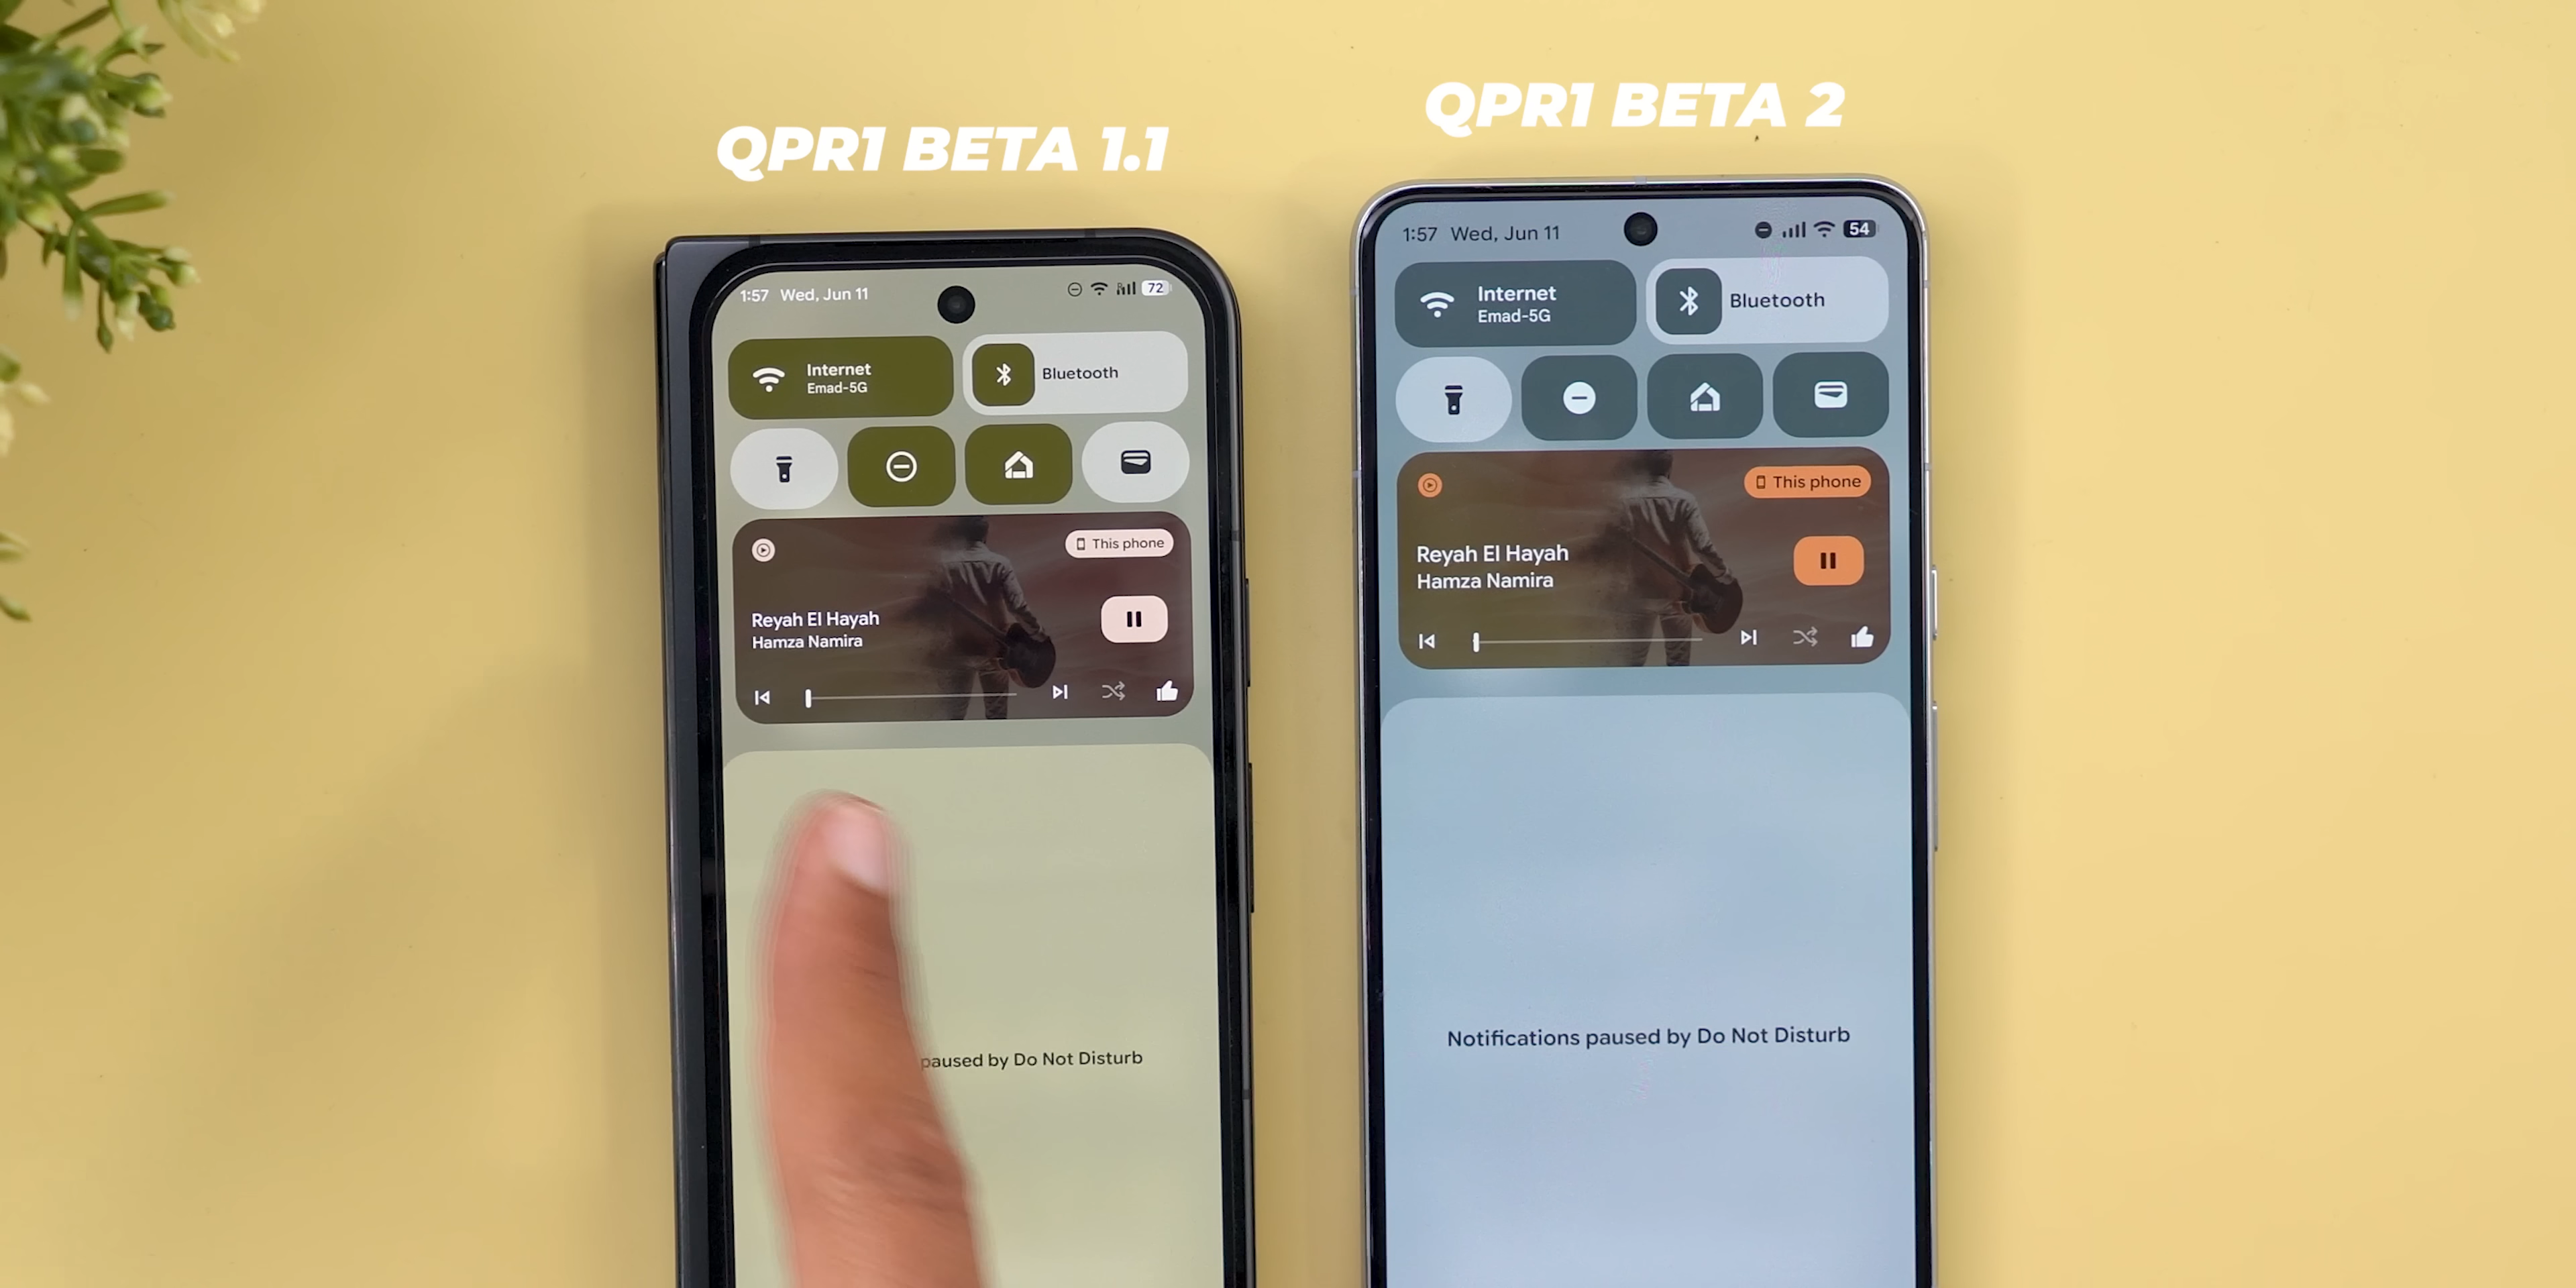 QPR1 BETA 1.1
1:57 Wed, Jun 11
72
Internet
Emad-5G
Bluetooth
This phone
Reyah El Hayah
Hamza Namira
paused by Do Not Disturb
QPR1 BETA 2
1:57 Wed, Jun 11
54
Internet
Emad-5G
Bluetooth
This phone
Reyah El Hayah
Hamza Namira
Notifications paused by Do Not Disturb